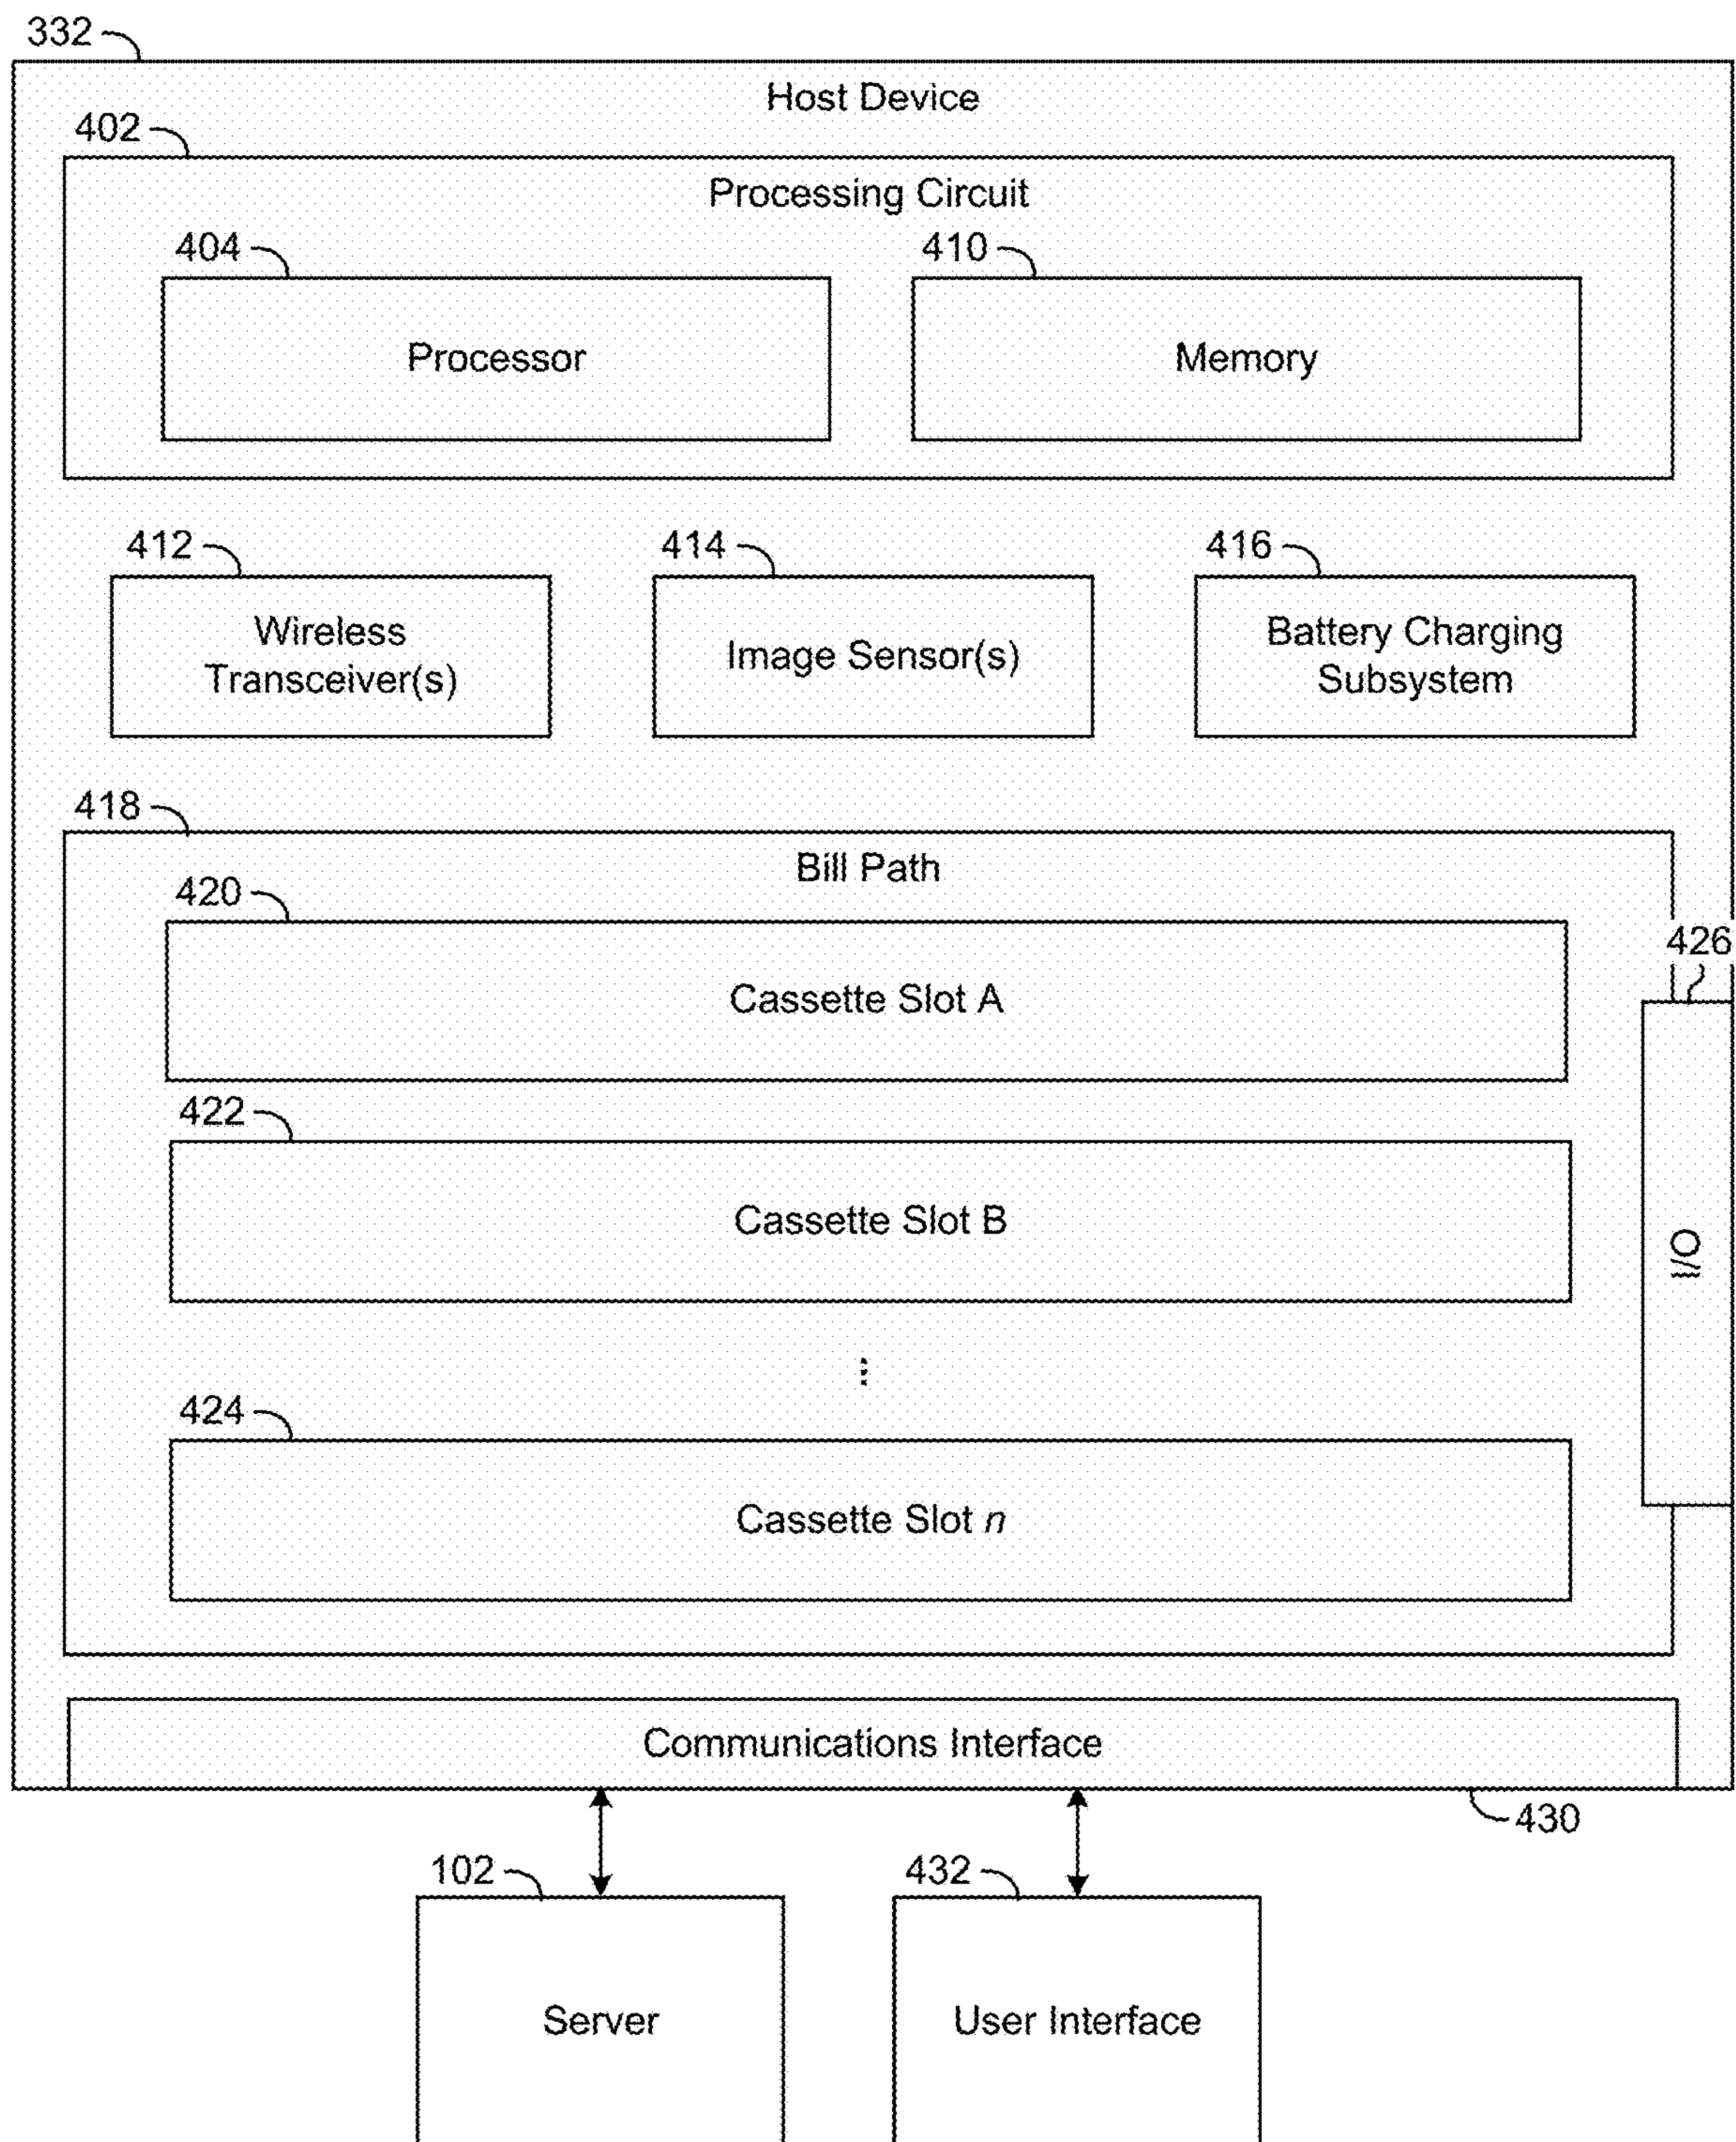 332
Host Device
402
Processing Circuit
404
410
Processor
Memory
412
414
416
Wireless
Transceiver(s)
Image Sensor(s)
Battery Charging
Subsystem
418
Bill Path
420
426
Cassette Slot A
422
Cassette Slot B
I/O
...
424
Cassette Slot n
Communications Interface
430
102
432
Server
User Interface